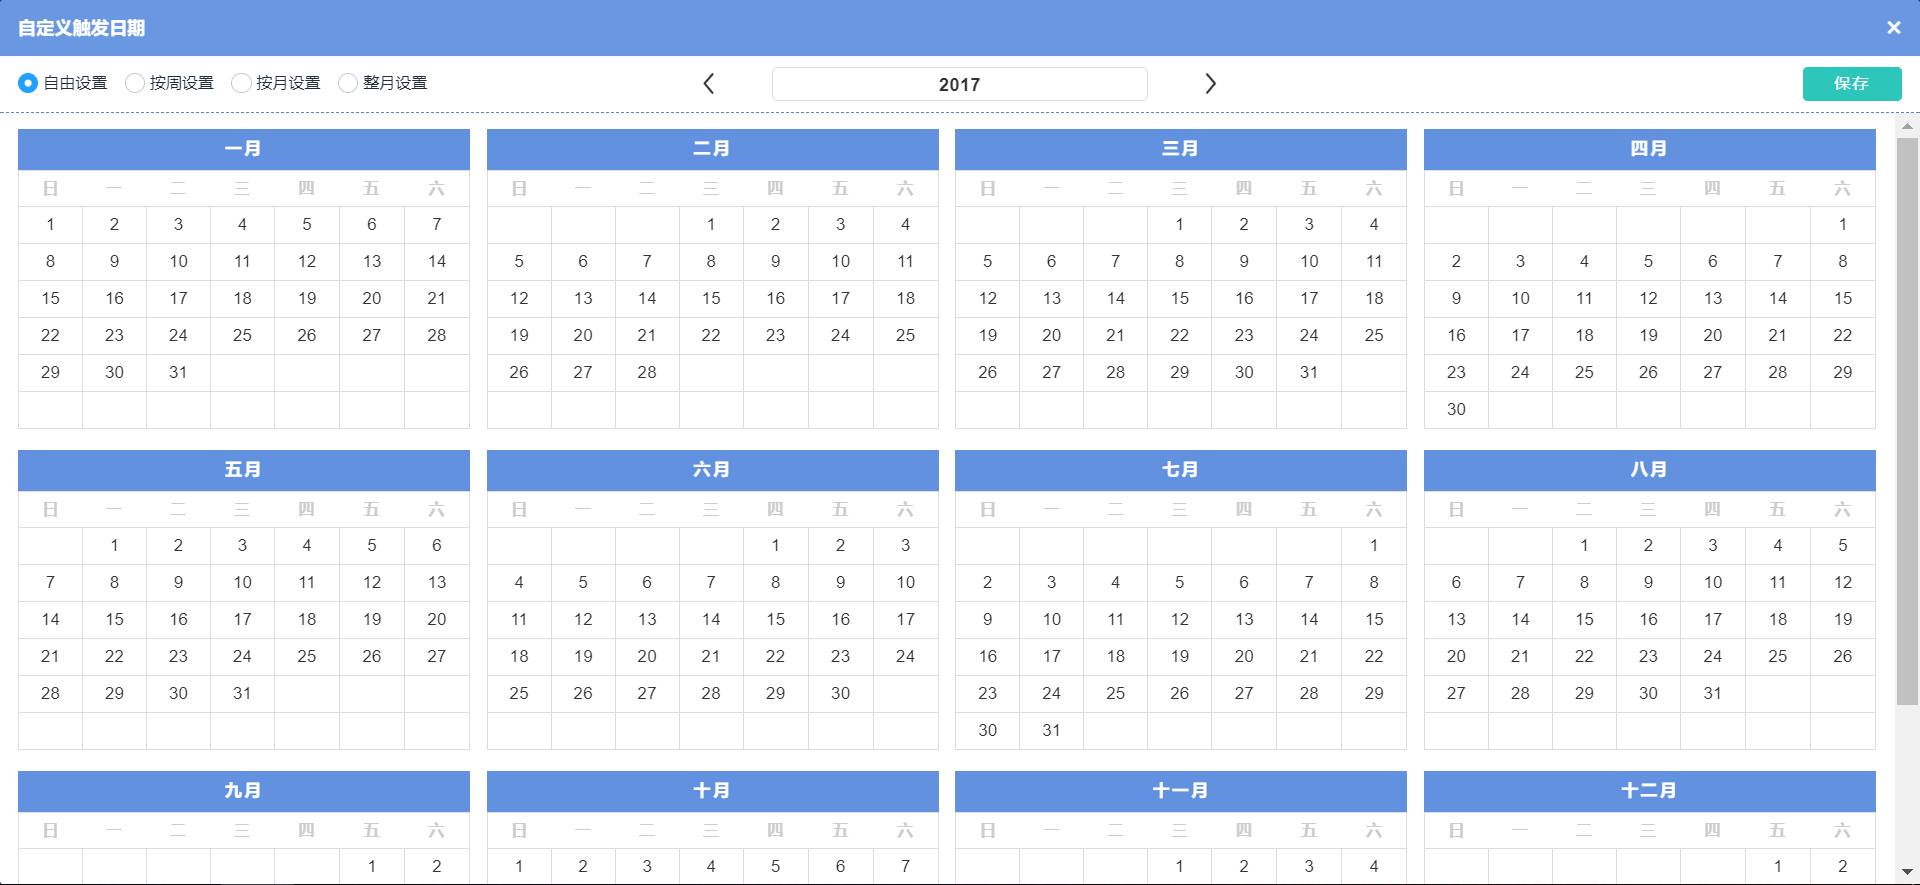 自定义触发日期 ×
自由设置 按周设置 按月设置 整月设置 2017 保存
一月 二月 三月 四月
日 一 二 三 四 五 六 日 一 二 三 四 五 六 日 一 二 三 四 五 六 日 一 二 三 四 五 六
1 2 3 4 5 6 7 1 2 3 4 1 2 3 4 1
8 9 10 11 12 13 14 5 6 7 8 9 10 11 5 6 7 8 9 10 11 2 3 4 5 6 7 8
15 16 17 18 19 20 21 12 13 14 15 16 17 18 12 13 14 15 16 17 18 9 10 11 12 13 14 15
22 23 24 25 26 27 28 19 20 21 22 23 24 25 19 20 21 22 23 24 25 16 17 18 19 20 21 22
29 30 31 26 27 28 26 27 28 29 30 31 23 24 25 26 27 28 29
30
五月 六月 七月 八月
日 一 二 三 四 五 六 日 一 二 三 四 五 六 日 一 二 三 四 五 六 日 一 二 三 四 五 六
1 2 3 4 5 6 1 2 3 1 1 2 3 4 5
7 8 9 10 11 12 13 4 5 6 7 8 9 10 2 3 4 5 6 7 8 6 7 8 9 10 11 12
14 15 16 17 18 19 20 11 12 13 14 15 16 17 9 10 11 12 13 14 15 13 14 15 16 17 18 19
21 22 23 24 25 26 27 18 19 20 21 22 23 24 16 17 18 19 20 21 22 20 21 22 23 24 25 26
28 29 30 31 25 26 27 28 29 30 23 24 25 26 27 28 29 27 28 29 30 31
30 31
九月 十月 十一月 十二月
日 一 二 三 四 五 六 日 一 二 三 四 五 六 日 一 二 三 四 五 六 日 一 二 三 四 五 六
1 2 1 2 3 4 5 6 7 1 2 3 4 1 2